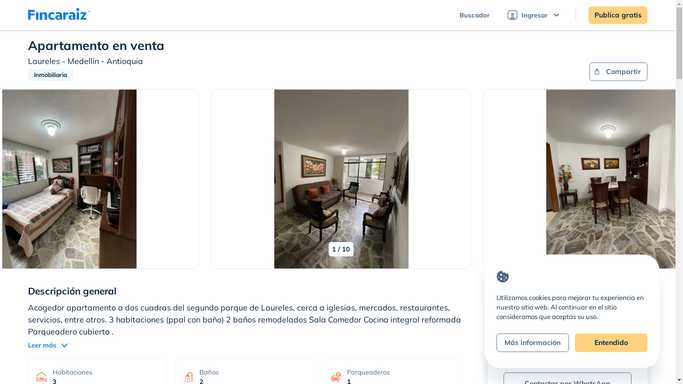 Fincaraiz
Buscador
Ingresar
Publica gratis
Apartamento en venta
Laureles - Medellín - Antioquia
Inmobiliaria
Compartir
1 / 10
Descripción general
Acogedor apartamento a dos cuadras del segundo parque de Laureles, cerca a iglesias, mercados, restaurantes,
servicios, entre otros. 3 habitaciones (ppal con baño) 2 baños remodelados Sala Comedor Cocina integral reformada
Parqueadero cubierto .
Leer más
Habitaciones
3
Baños
2
Parqueaderos
1
Utilizamos cookies para mejorar tu experiencia en
nuestro sitio web. Al continuar en el sitio
consideramos que aceptas su uso.
Más información
Entendido
Contactar por WhatsApp